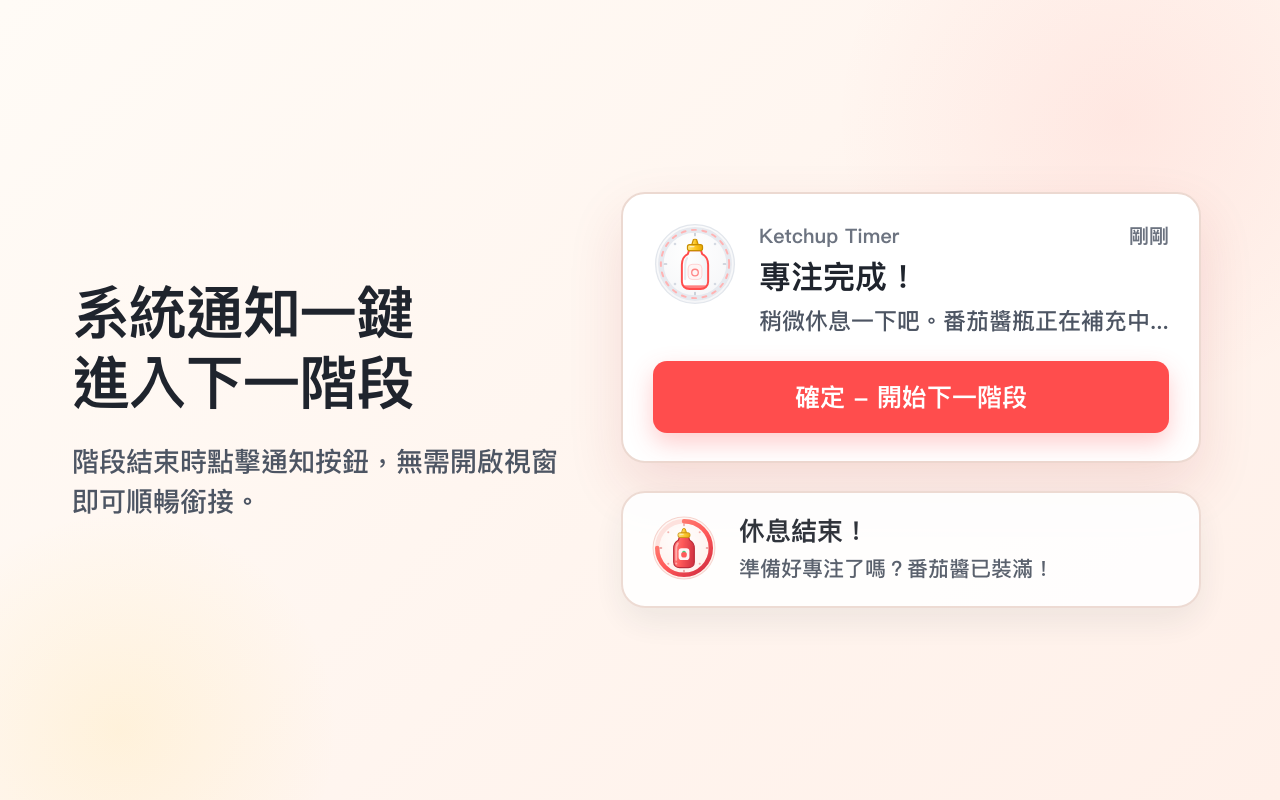 系統通知一鍵
進入下一階段
階段結束時點擊通知按鈕，無需開啟視窗
即可順暢銜接。
Ketchup Timer
剛剛
專注完成！
稍微休息一下吧。番茄醬瓶正在補充中...
確定 – 開始下一階段
休息結束！
準備好專注了嗎？番茄醬已裝滿！